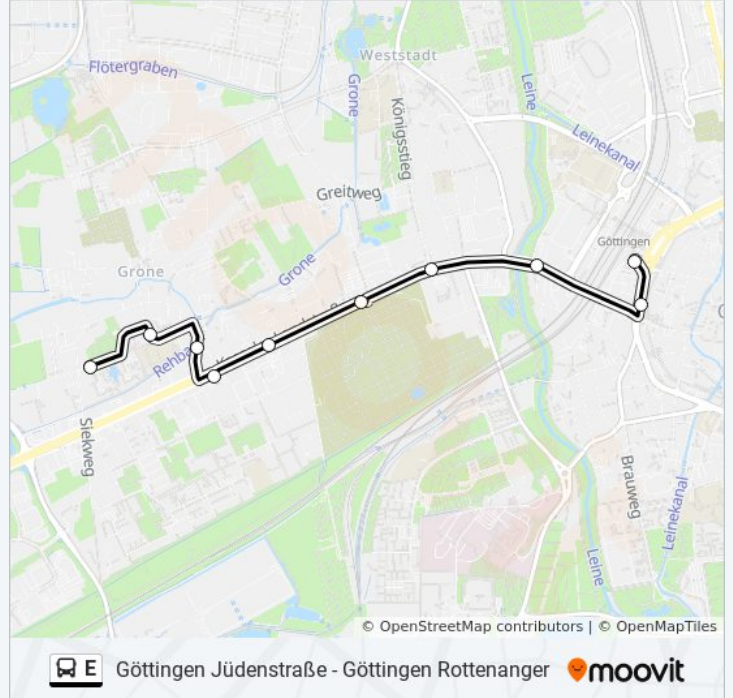 Flötergraben
Weststadt
Grone
Königsstieg
Leine
Leinekanal
Greitweg
Göttingen
Grone
Grone
Siekweg
Brauweg
Leinekanal
Leine
© OpenStreetMap contributors | © OpenMapTiles
E Göttingen Jüdenstraße - Göttingen Rottenanger moovit